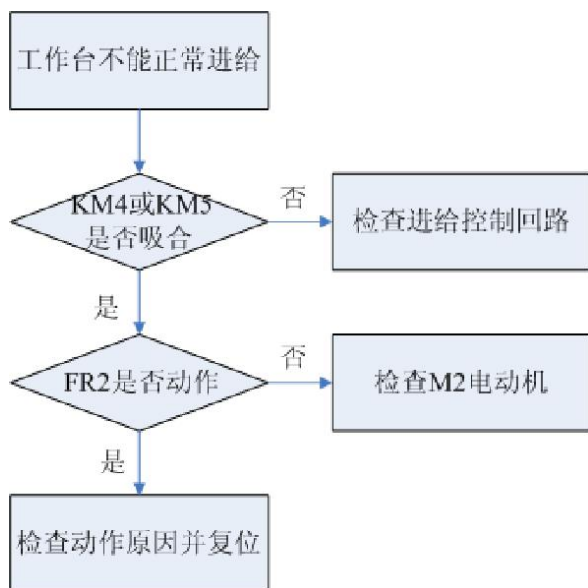 工作台不能正常进给
KM4或KM5
是否吸合
否
检查进给控制回路
是
FR2是否动作
否
检查M2电动机
是
检查动作原因并复位